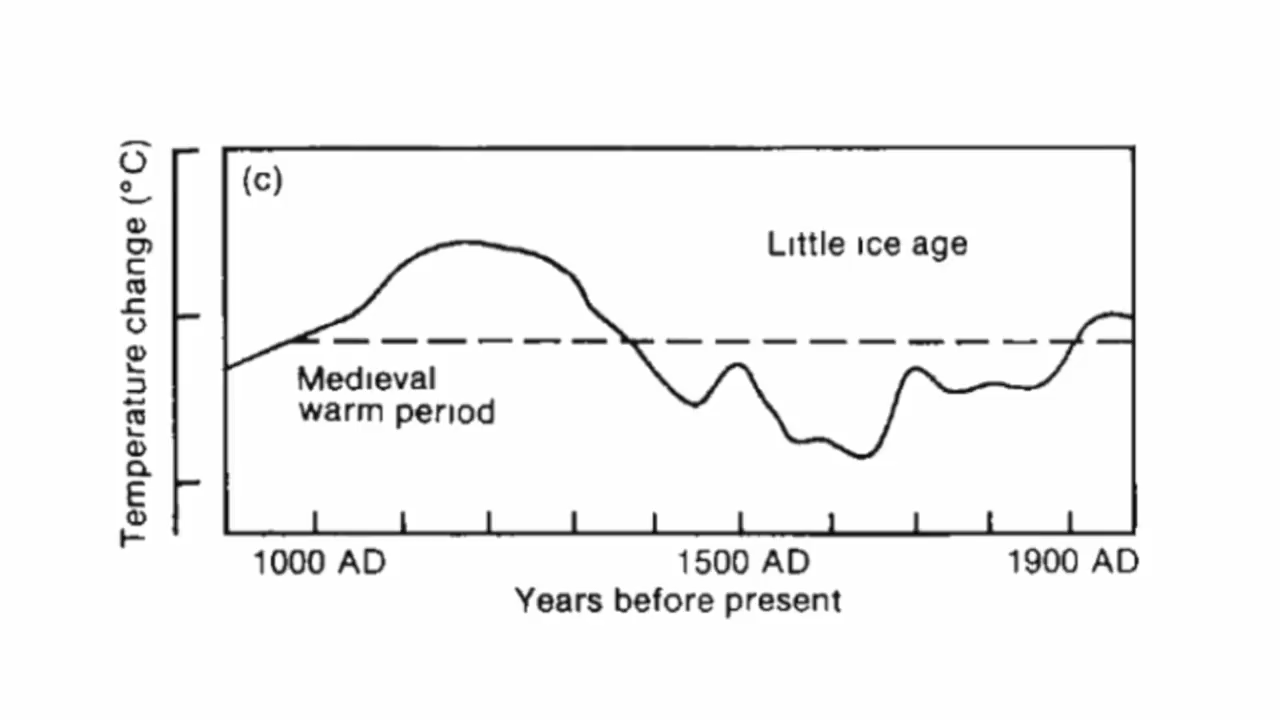 Temperature change (°C)
(c)
Little ice age
Medieval
warm period
1000 AD
1500 AD
1900 AD
Years before present